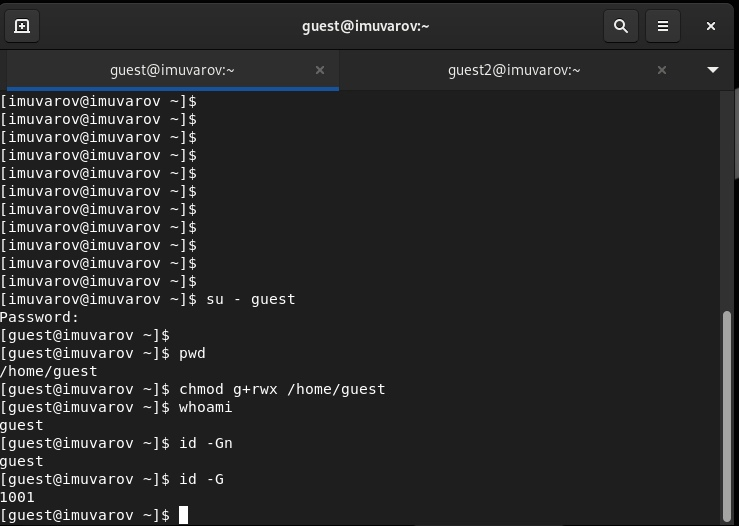 guest@imuvarov:~
guest@imuvarov:~
guest2@imuvarov:~
[imuvarov@imuvarov ~]$
[imuvarov@imuvarov ~]$
[imuvarov@imuvarov ~]$
[imuvarov@imuvarov ~]$
[imuvarov@imuvarov ~]$
[imuvarov@imuvarov ~]$
[imuvarov@imuvarov ~]$
[imuvarov@imuvarov ~]$
[imuvarov@imuvarov ~]$
[imuvarov@imuvarov ~]$
[imuvarov@imuvarov ~]$
[imuvarov@imuvarov ~]$ su - guest
Password:
[guest@imuvarov ~]$
[guest@imuvarov ~]$ pwd
/home/guest
[guest@imuvarov ~]$ chmod g+rwx /home/guest
[guest@imuvarov ~]$ whoami
guest
[guest@imuvarov ~]$ id -Gn
guest
[guest@imuvarov ~]$ id -G
1001
[guest@imuvarov ~]$